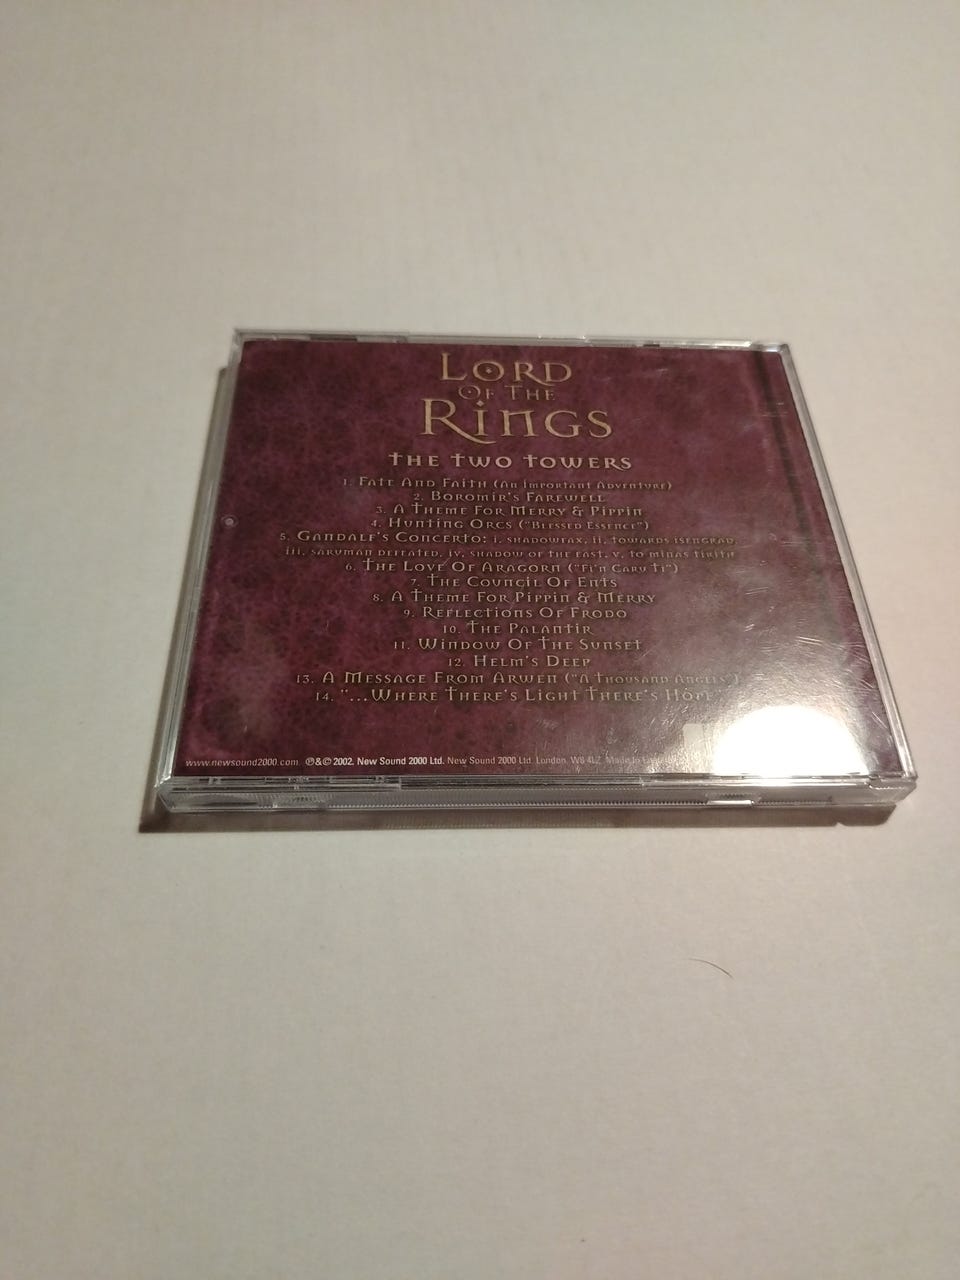 LORD
OF THE
RINGS
THE TWO TOWERS
1. FATE AND FAITH (AN IMPORTANT ADVENTURE)
2. BOROMIR'S FAREWELL
3. A THEME FOR MERRY & PIPPIN
4. HUNTING ORCS ("BLESSED ESSENCE")
5. GANDALF'S CONCERTO: i. SHADOWFAX, ii. TOWARDS ISENGRAD,
iii. SARUMAN DEFEATED, iv. SHADOW OF THE EAST, v. TO MINAS TIRITH
6. THE LOVE OF ARAGORN ("FI'N CARU TI")
7. THE COUNCIL OF ENTS
8. A THEME FOR PIPPIN & MERRY
9. REFLECTIONS OF FRODO
10. THE PALANTIR
11. WINDOW OF THE SUNSET
12. HELM'S DEEP
13. A MESSAGE FROM ARWEN ("A THOUSAND ANGELS")
14. "...WHERE THERE'S LIGHT THERE'S HOPE"
www.newsound2000.com ℗&© 2002. New Sound 2000 Ltd. New Sound 2000 Ltd. London. W8 4LZ. Made in